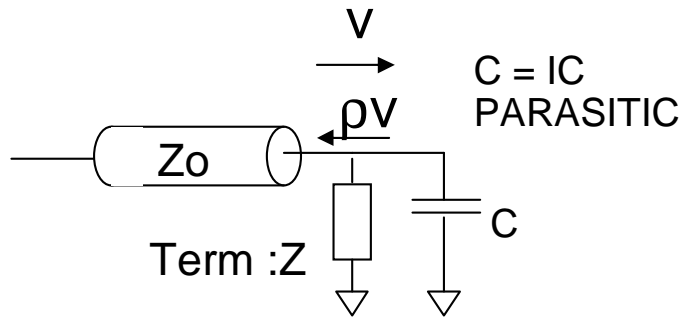 V
C = IC
PARASITIC
ρV
Zo
C
Term :Z